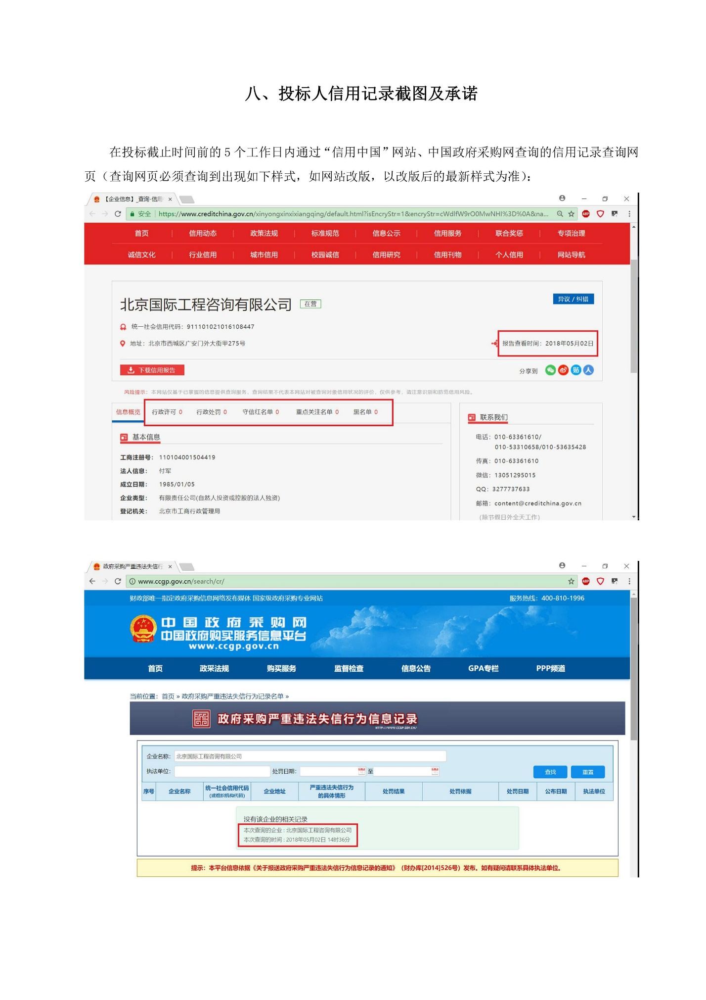 八、投标人信用记录截图及承诺
在投标截止时间前的 5 个工作日内通过“信用中国”网站、中国政府采购网查询的信用记录查询网
页（查询网页必须查询到出现如下样式，如网站改版，以改版后的最新样式为准）：
【企业信息】_查询-信用
安全 https://www.creditchina.gov.cn/xinyongxinxixiangqing/default.html?isEncryStr=1&encryStr=cWdlfW9rO0MwNHI%3D%0A&na... ABP
首页 信用动态 政策法规 标准规范 信息公示 信用服务 联合奖惩 专项治理
诚信文化 行业信用 城市信用 校园诚信 信用研究 信用刊物 个人信用 网站导航
北京国际工程咨询有限公司 在营 异议 / 纠错
统一社会信用代码：911101021016108447
地址：北京市西城区广安门外大街甲275号 报告查看时间：2018年05月02日
下载信用报告 分享到 贴 人
风险提示：本网站仅基于已掌握的信息提供查询服务，查询结果不代表本网站对被查询对象信用状况的评价，仅供参考，请注意识别和防范信用风险。
信息概览 行政许可 0 行政处罚 0 守信红名单 0 重点关注名单 0 黑名单 0
联系我们
基本信息
电话：010-63361610/
010-53310658/010-53635428
工商注册号：110104001504419
传真：010-63361610
法人信息：付军
微信：13051295015
成立日期：1985/01/05
QQ：3277737633
企业类型：有限责任公司(自然人投资或控股的法人独资)
邮箱：content@creditchina.gov.cn
登记机关：北京市工商行政管理局
（除节假日外全天工作）
政府采购严重违法失信行
www.ccgp.gov.cn/search/cr/ ABP
财政部唯一指定政府采购信息网络发布媒体 国家级政府采购专业网站 服务热线：400-810-1996
中国政府采购网
中国政府购买服务信息平台
www.ccgp.gov.cn
首页 政采法规 购买服务 监督检查 信息公告 GPA专栏 PPP频道
当前位置：首页 » 政府采购严重违法失信行为记录名单 »
政府采购严重违法失信行为信息记录
HTTP://WWW.CCGP.GOV.CN/
企业名称：北京国际工程咨询有限公司
执法单位： 处罚日期： 至 查找 重置
序号 企业名称 统一社会信用代码 (或组织机构代码) 企业地址 严重违法失信行为 的具体情形 处罚结果 处罚依据 处罚日期 公布日期 执法单位
没有该企业的相关记录
本次查询的企业 : 北京国际工程咨询有限公司
本次查询的时间 : 2018年05月02日 14时36分
提示：本平台信息依据《关于报送政府采购严重违法失信行为信息记录的通知》（财办库[2014]526号）发布。如有疑问请联系具体执法单位。